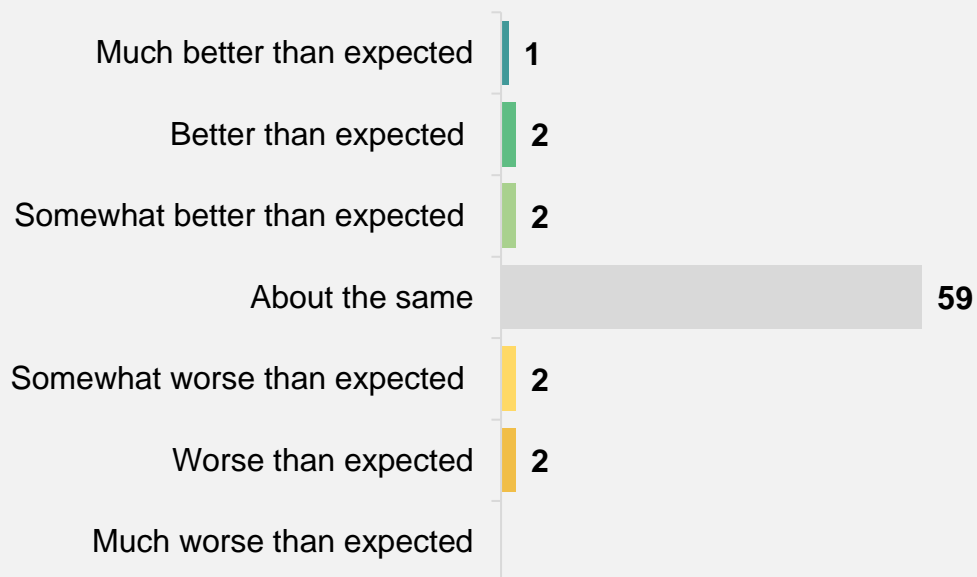 Much better than expected 1
Better than expected 2
Somewhat better than expected 2
About the same 59
Somewhat worse than expected 2
Worse than expected 2
Much worse than expected